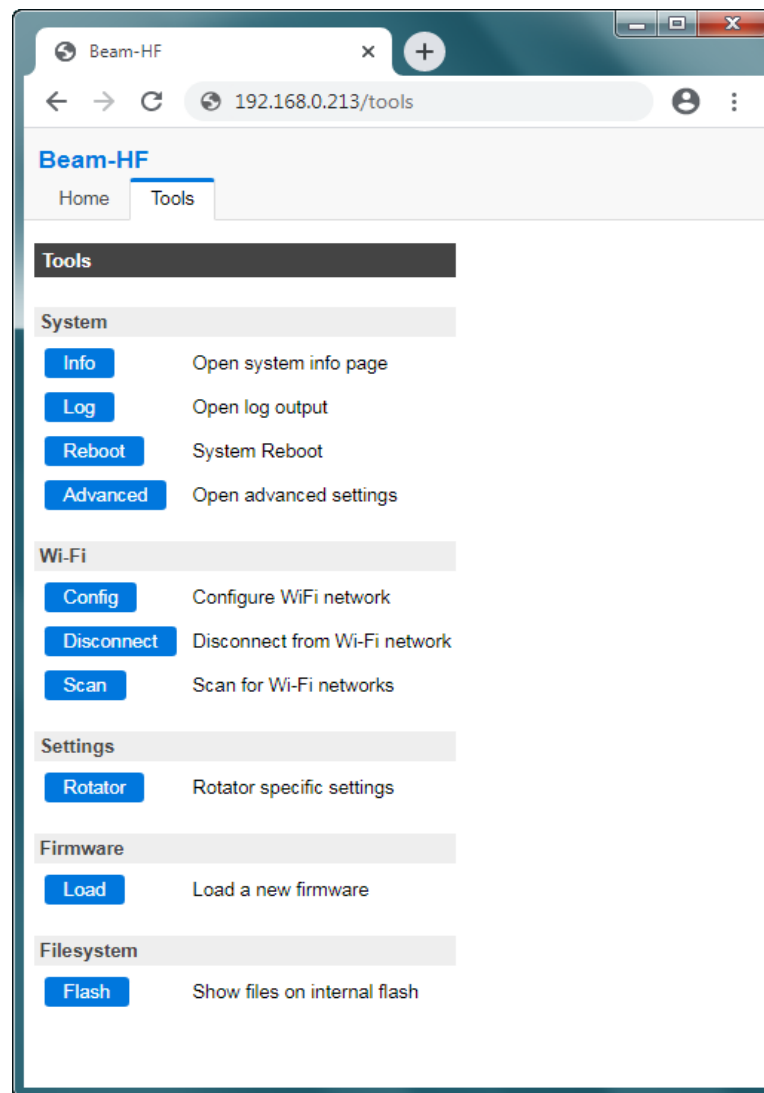 Beam-HF
192.168.0.213/tools
Beam-HF
Home Tools
Tools
System
Info Open system info page
Log Open log output
Reboot System Reboot
Advanced Open advanced settings
Wi-Fi
Config Configure WiFi network
Disconnect Disconnect from Wi-Fi network
Scan Scan for Wi-Fi networks
Settings
Rotator Rotator specific settings
Firmware
Load Load a new firmware
Filesystem
Flash Show files on internal flash